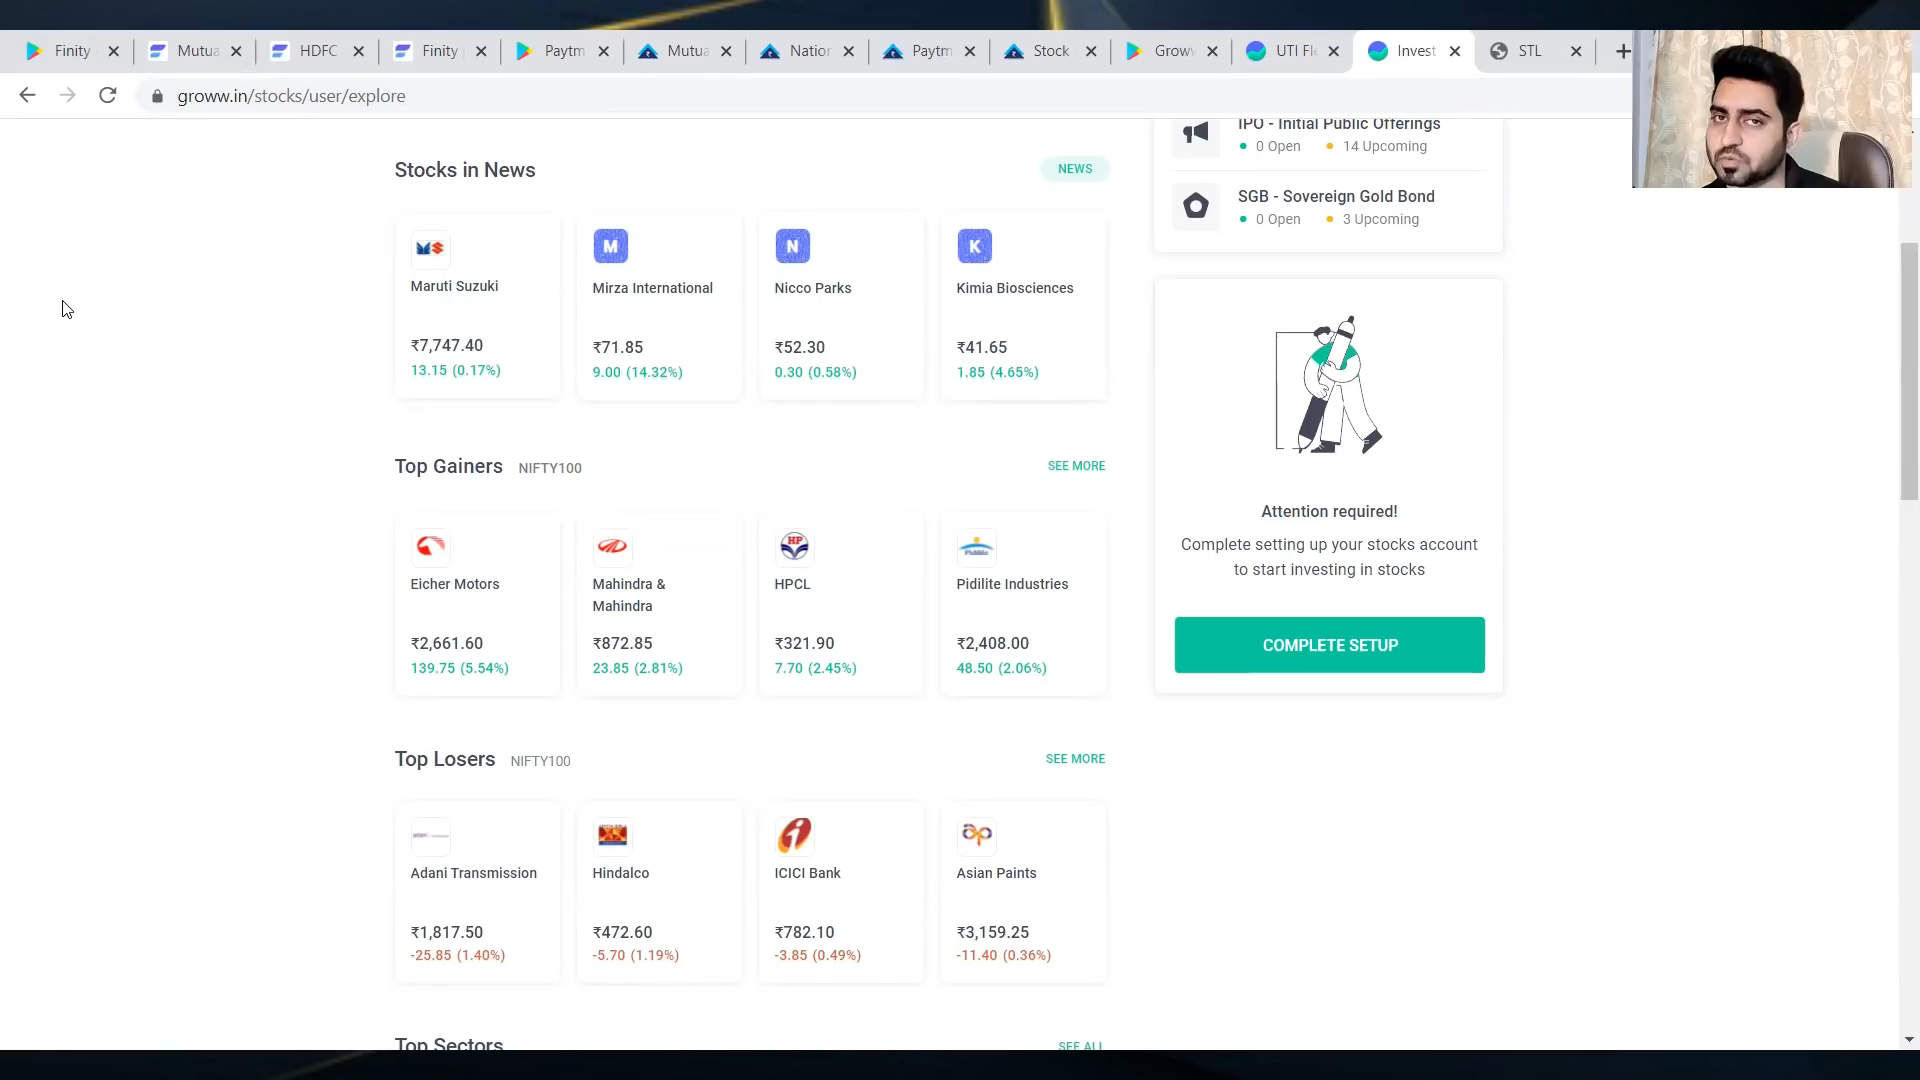 Finity
Mutua
HDFC
Finity
Paytm
Mutua
Nation
Paytm
Stock
Groww
UTI Fle
Invest
STL
groww.in/stocks/user/explore
IPO - Initial Public Offerings
0 Open 14 Upcoming
SGB - Sovereign Gold Bond
0 Open 3 Upcoming
Stocks in News
NEWS
M
N
K
Maruti Suzuki
Mirza International
Nicco Parks
Kimia Biosciences
₹7,747.40
₹71.85
₹52.30
₹41.65
13.15 (0.17%)
9.00 (14.32%)
0.30 (0.58%)
1.85 (4.65%)
Top Gainers NIFTY100
SEE MORE
HP
Eicher Motors
Mahindra &
Mahindra
HPCL
Pidilite Industries
₹2,661.60
₹872.85
₹321.90
₹2,408.00
139.75 (5.54%)
23.85 (2.81%)
7.70 (2.45%)
48.50 (2.06%)
Attention required!
Complete setting up your stocks account
to start investing in stocks
COMPLETE SETUP
Top Losers NIFTY100
SEE MORE
Adani Transmission
Hindalco
ICICI Bank
Asian Paints
₹1,817.50
₹472.60
₹782.10
₹3,159.25
-25.85 (1.40%)
-5.70 (1.19%)
-3.85 (0.49%)
-11.40 (0.36%)
Top Sectors
SEE ALL